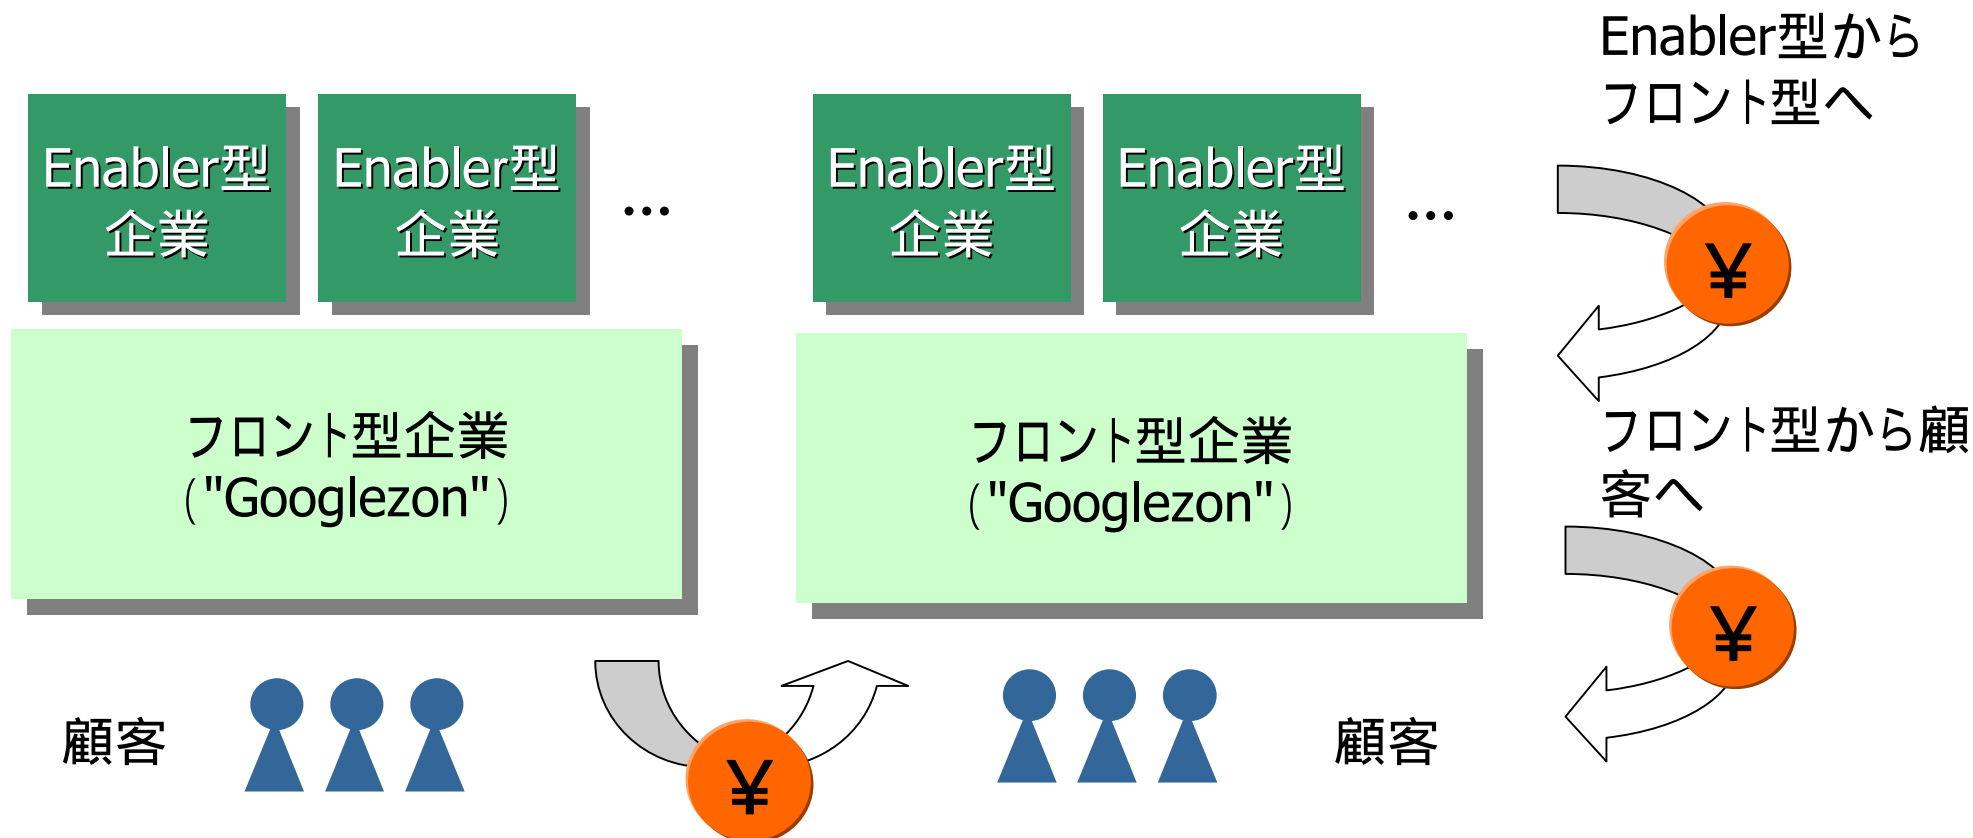 Enabler型から
フロント型へ
Enabler型
企業
Enabler型
企業
…
Enabler型
企業
Enabler型
企業
…
¥
フロント型企業
("Googlezon")
フロント型企業
("Googlezon")
フロント型から顧
客へ
¥
顧客
¥
顧客